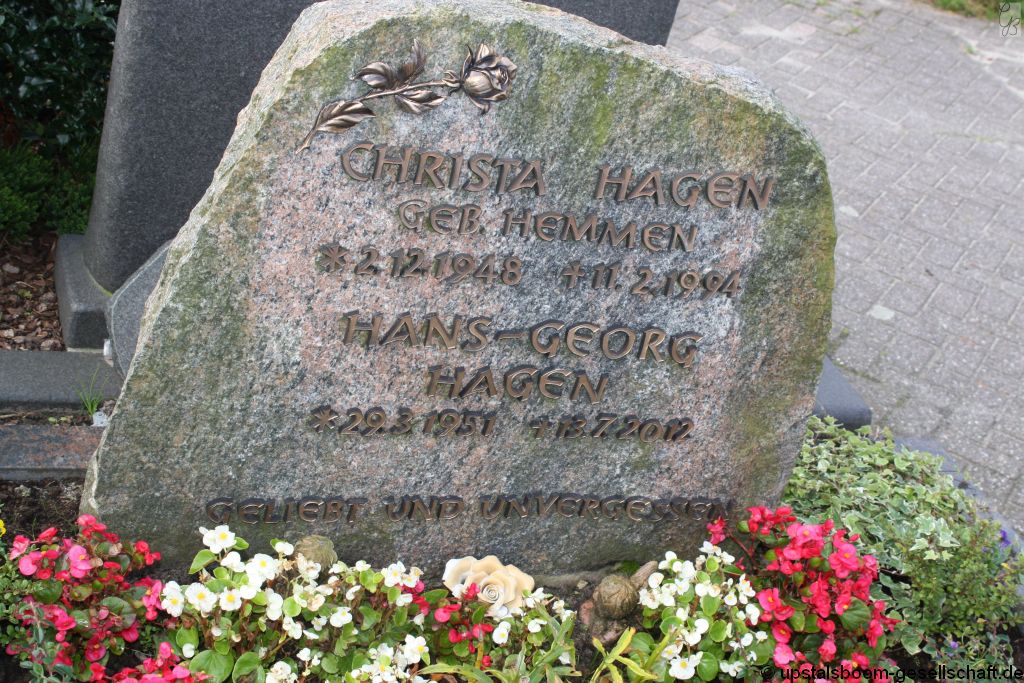 CHRISTA HAGEN
GEB. HEMMEN
* 2.12.1948 † 11.2.1994
HANS-GEORG
HAGEN
* 29.3.1951 † 13.7.2012
GELIEBT UND UNVERGESSEN
© upstalsboom-gesellschaft.de